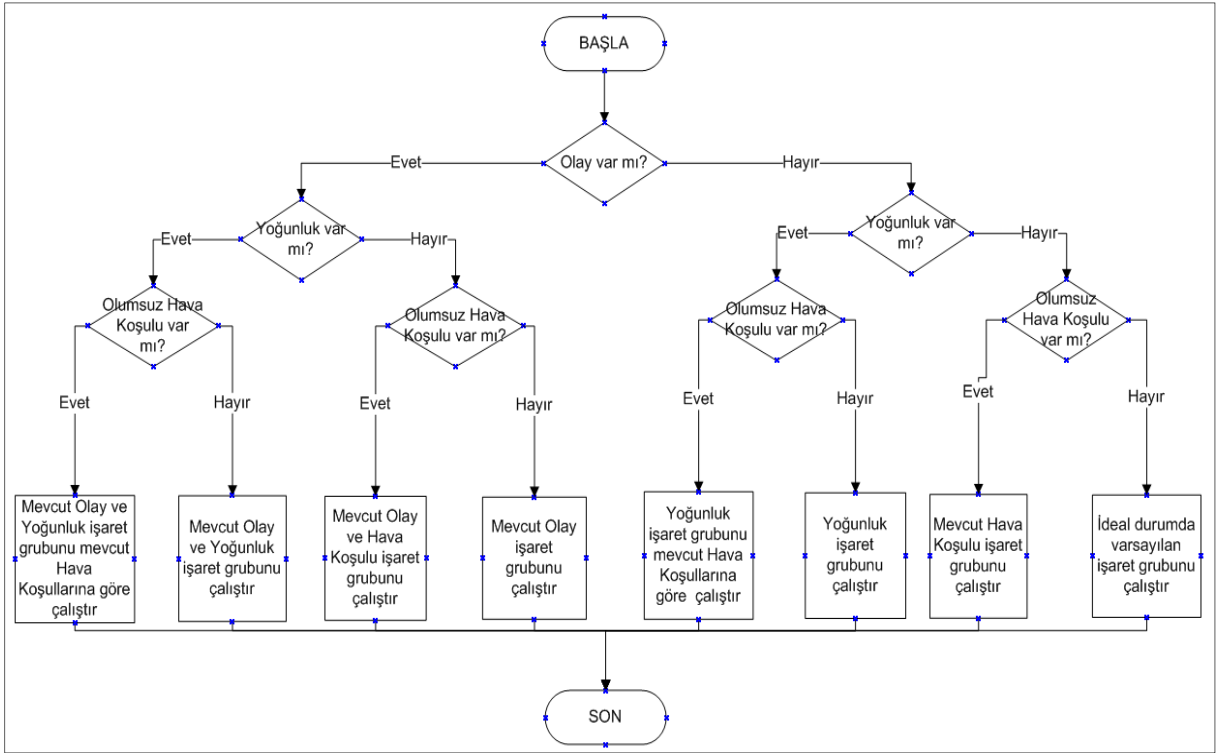 BAŞLA
Olay var mı?
Evet
Hayır
Yoğunluk var
mı?
Evet
Hayır
Yoğunluk var
mı?
Evet
Hayır
Olumsuz Hava
Koşulu var
mı?
Olumsuz Hava
Koşulu var mı?
Olumsuz Hava
Koşulu var mı?
Olumsuz
Hava Koşulu
var mı?
Evet
Hayır
Evet
Hayır
Evet
Hayır
Evet
Hayır
Mevcut Olay ve
Yoğunluk işaret
grubunu mevcut
Hava
Koşullarına göre
çalıştır
Mevcut Olay
ve Yoğunluk
işaret grubunu
çalıştır
Mevcut Olay
ve Hava
Koşulu işaret
grubunu
çalıştır
Mevcut Olay
işaret
grubunu
çalıştır
Yoğunluk
işaret grubunu
mevcut Hava
Koşullarına
göre çalıştır
Yoğunluk
işaret
grubunu
çalıştır
Mevcut Hava
Koşulu işaret
grubunu
çalıştır
İdeal durumda
varsayılan
işaret grubunu
çalıştır
SON